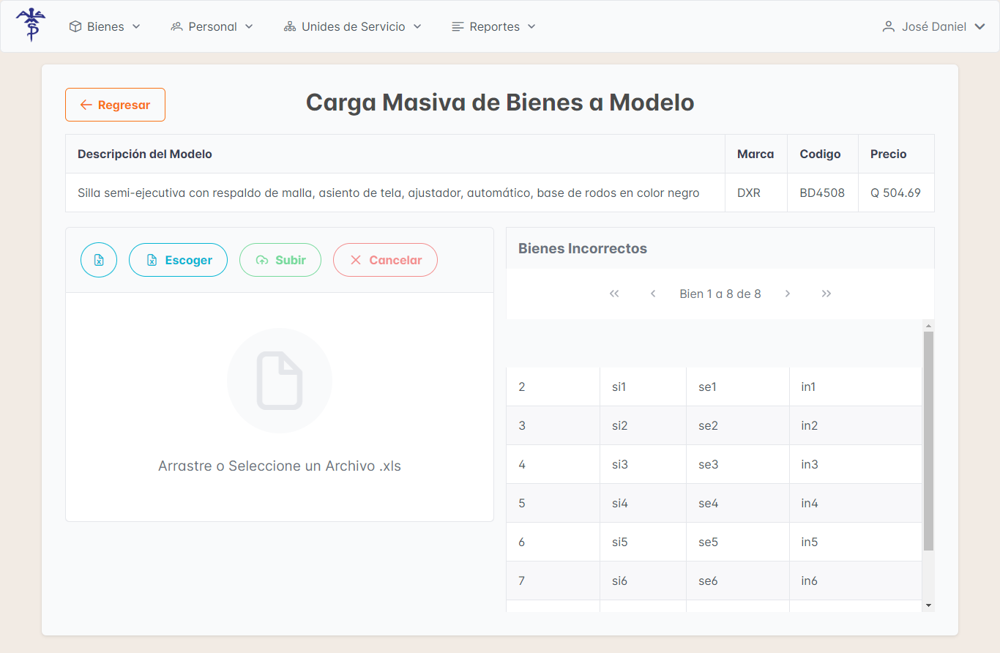 Bienes
Personal
Unides de Servicio
Reportes
José Daniel
Regresar
Carga Masiva de Bienes a Modelo
Descripción del Modelo Marca Codigo Precio
Silla semi-ejecutiva con respaldo de malla, asiento de tela, ajustador, automático, base de rodos en color negro DXR BD4508 Q 504.69
Escoger
Subir
Cancelar
Arrastre o Seleccione un Archivo .xls
Bienes Incorrectos
Bien 1 a 8 de 8
2 si1 se1 in1
3 si2 se2 in2
4 si3 se3 in3
5 si4 se4 in4
6 si5 se5 in5
7 si6 se6 in6